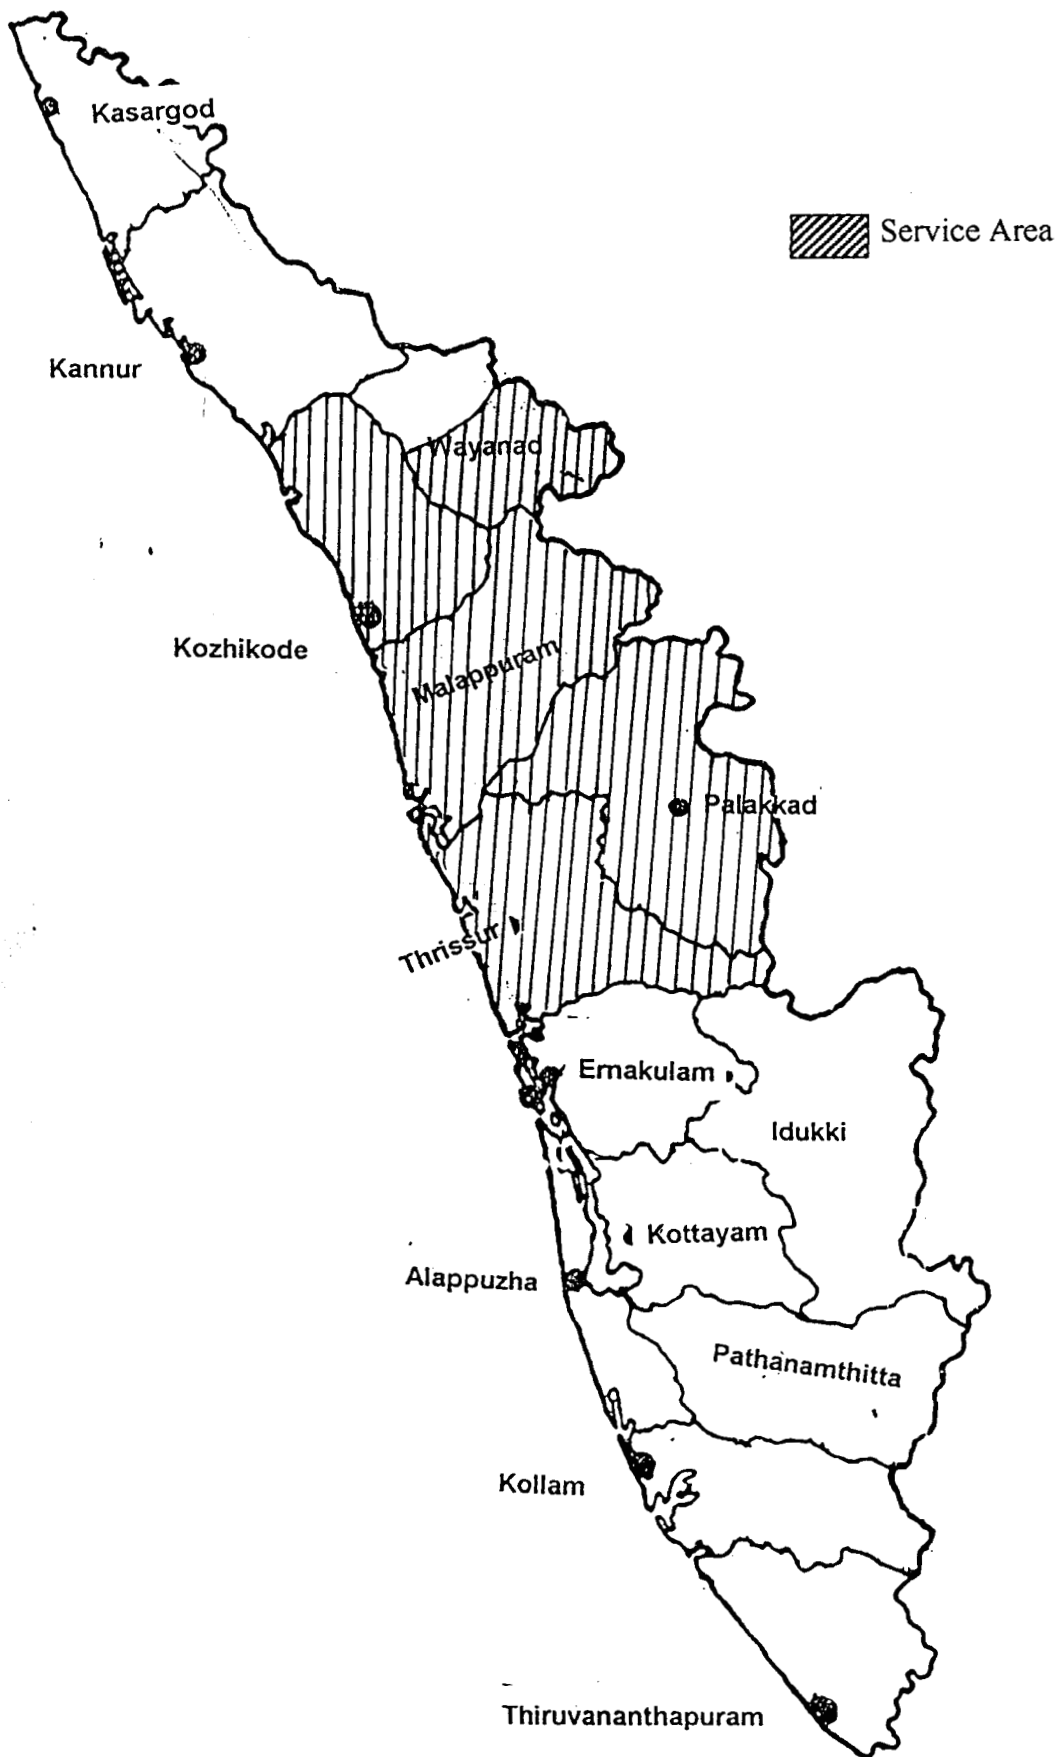 Kasargod
Service Area
Kannur
Wayanad
Kozhikode
Malappuram
Palakkad
Thrissur
Ernakulam
Idukki
Kottayam
Alappuzha
Pathanamthitta
Kollam
Thiruvananthapuram